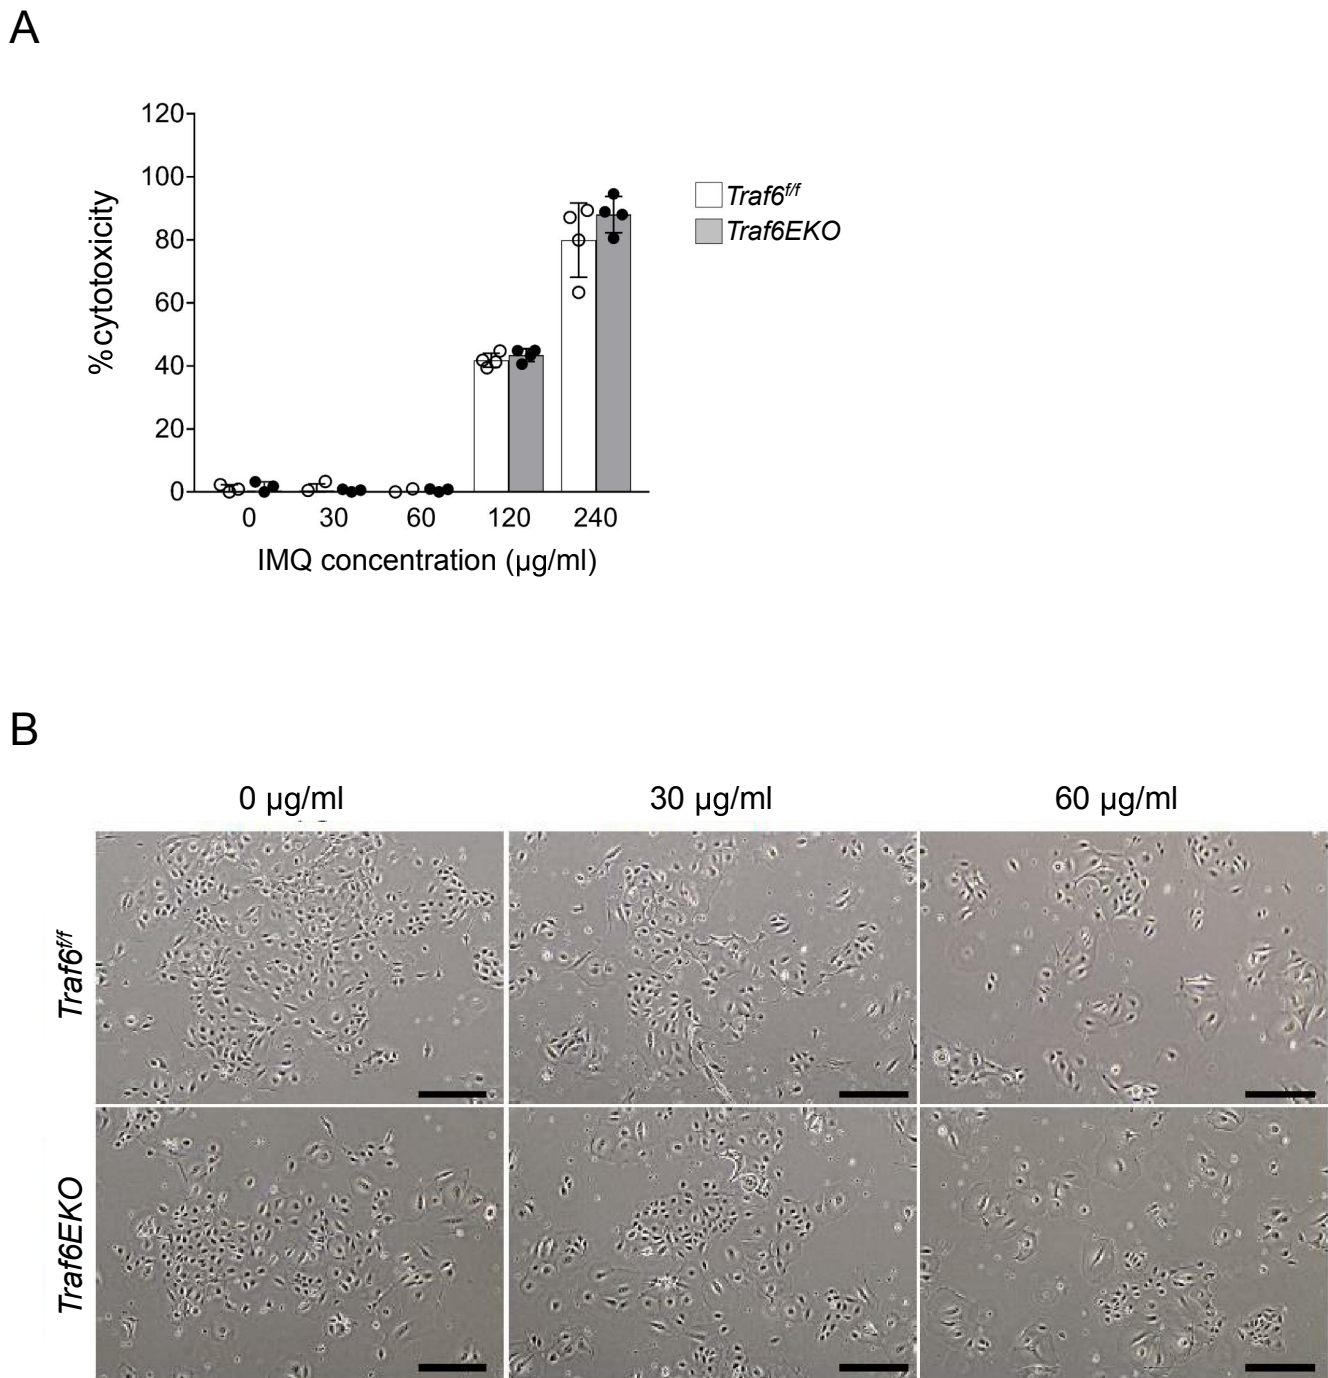 A
120
100
80
60
40
20
0
%cytotoxicity
0 30 60 120 240
IMQ concentration (µg/ml)
Traf6f/f
Traf6EKO
B
0 µg/ml 30 µg/ml 60 µg/ml
Traf6f/f
Traf6EKO